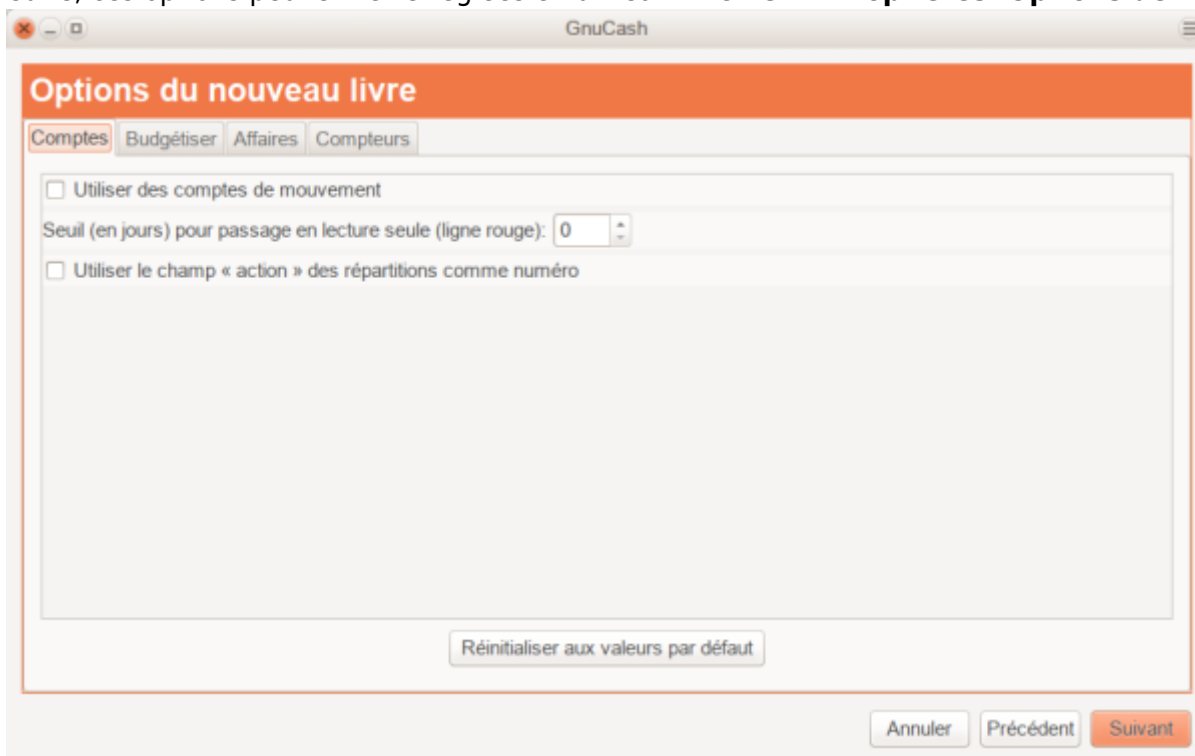 GnuCash
Options du nouveau livre
Comptes Budgétiser Affaires Compteurs
Utiliser des comptes de mouvement
Seuil (en jours) pour passage en lecture seule (ligne rouge): 0
Utiliser le champ « action » des répartitions comme numéro
Réinitialiser aux valeurs par défaut
Annuler Précédent Suivant